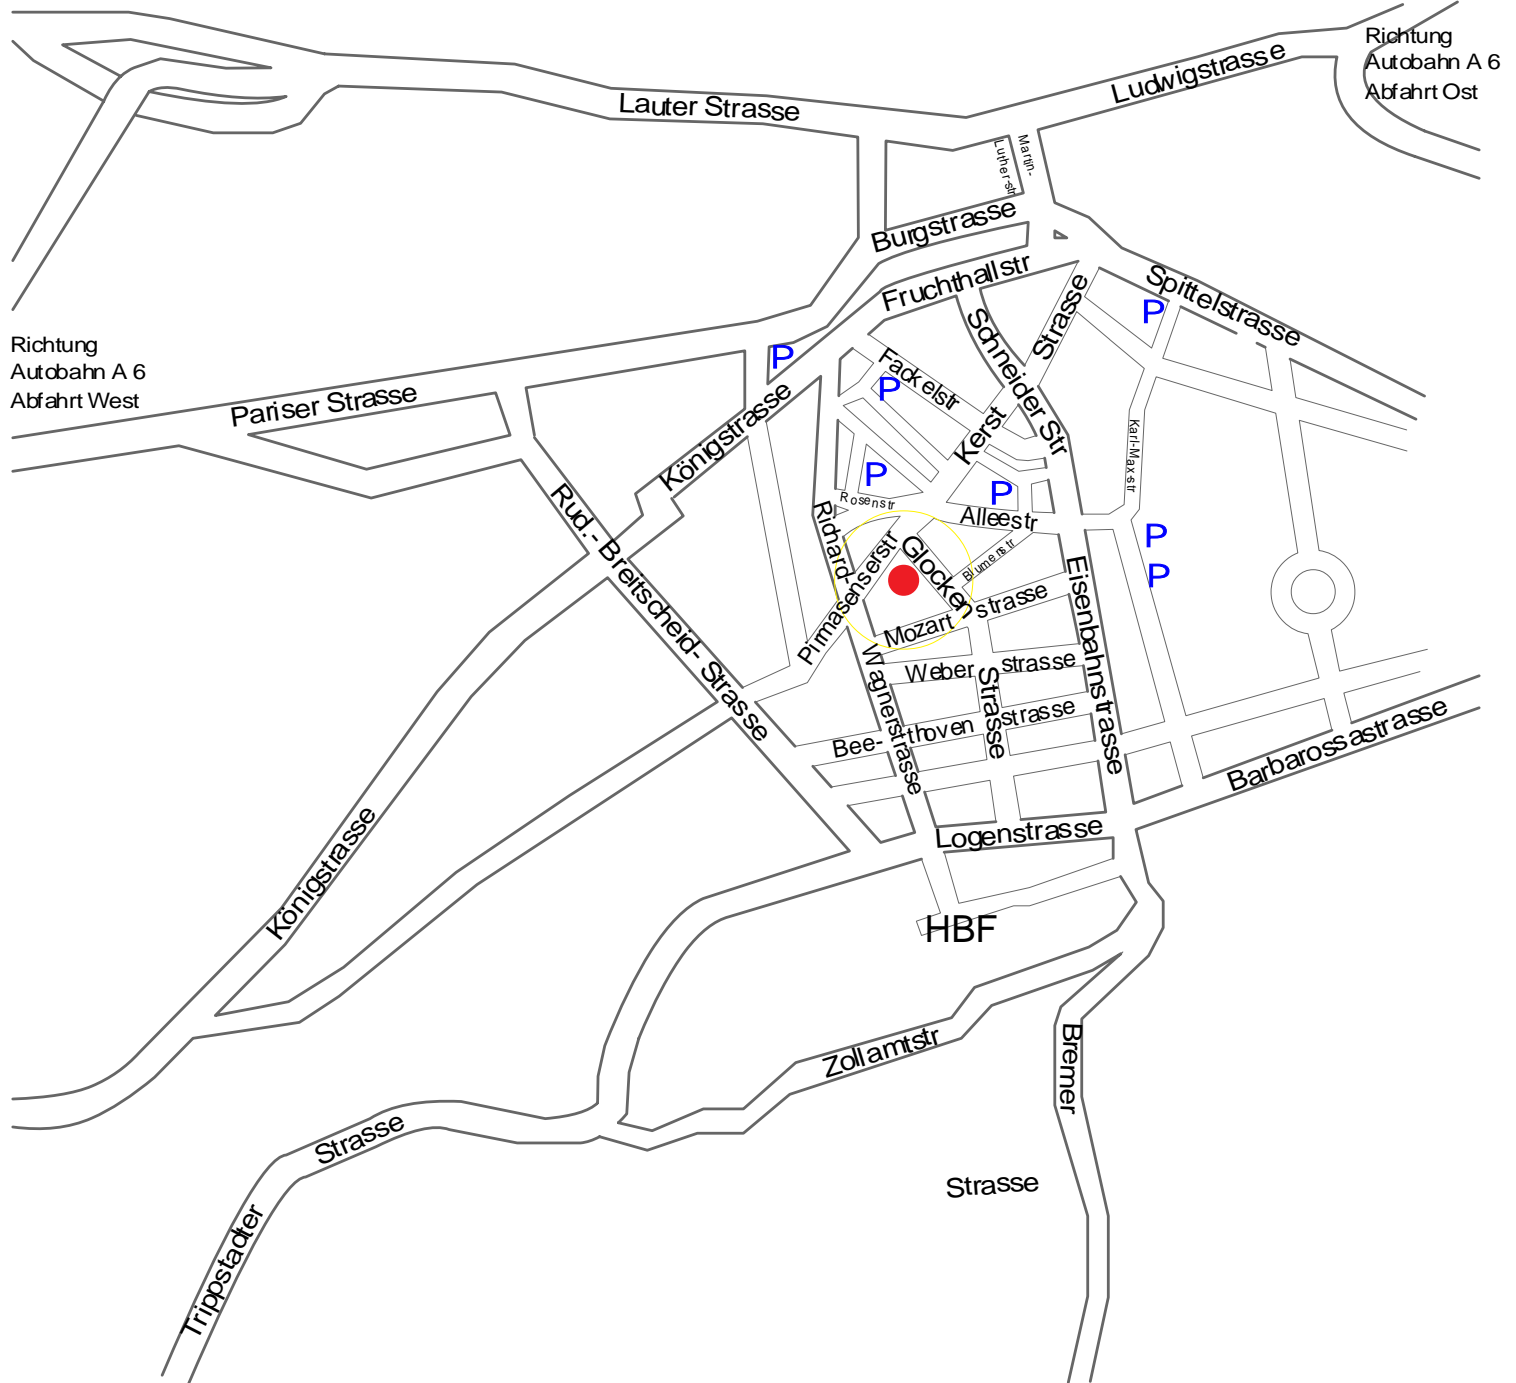 Richtung
Autobahn A 6
Abfahrt Ost
Ludwigstrasse
Lauter Strasse
Martin-
Luther-str
Burgstrasse
Fruchthallstr
Spittelstrasse
P
Schneider Str
Strasse
Richtung
Autobahn A 6
Abfahrt West
P
Fackelstr
P
Pariser Strasse
Königstrasse
Kerst
Karl-Max-str
P
P
Rosenstr
Alleestr
Rud.- Breitscheid- Strasse
Richard-
Pirmasenserstr
Glocken
Blumenstr
P
P
Eisenbahnstrasse
Mozart strasse
Weber strasse
Wagnerstrasse
Strasse
Bee- thoven strasse
Barbarossastrasse
Königstrasse
Logenstrasse
HBF
Zollamtstr
Bremer
Strasse
Strasse
Trippstadter